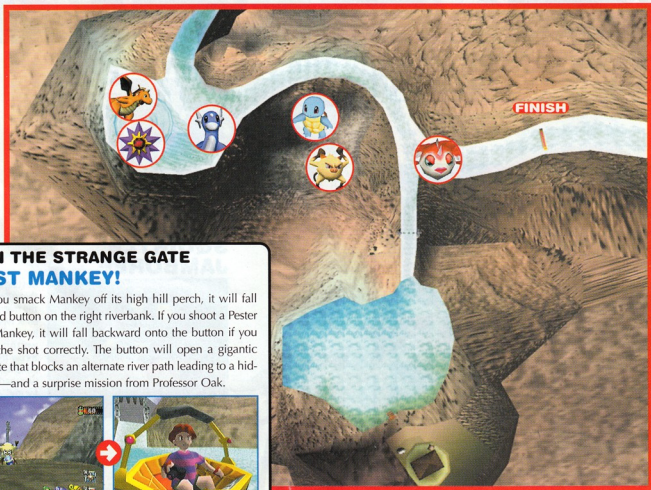 FINISH
THE STRANGE GATE
ST MANKEY!
ou smack Mankey off its high hill perch, it will fall
d button on the right riverbank. If you shoot a Pester
Mankey, it will fall backward onto the button if you
the shot correctly. The button will open a gigantic
te that blocks an alternate river path leading to a hid-
—and a surprise mission from Professor Oak.